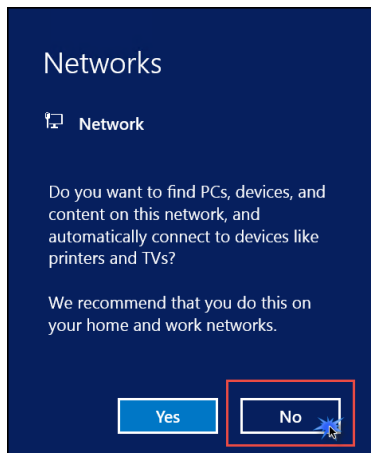 Networks
Network
Do you want to find PCs, devices, and
content on this network, and
automatically connect to devices like
printers and TVs?
We recommend that you do this on
your home and work networks.
Yes
No